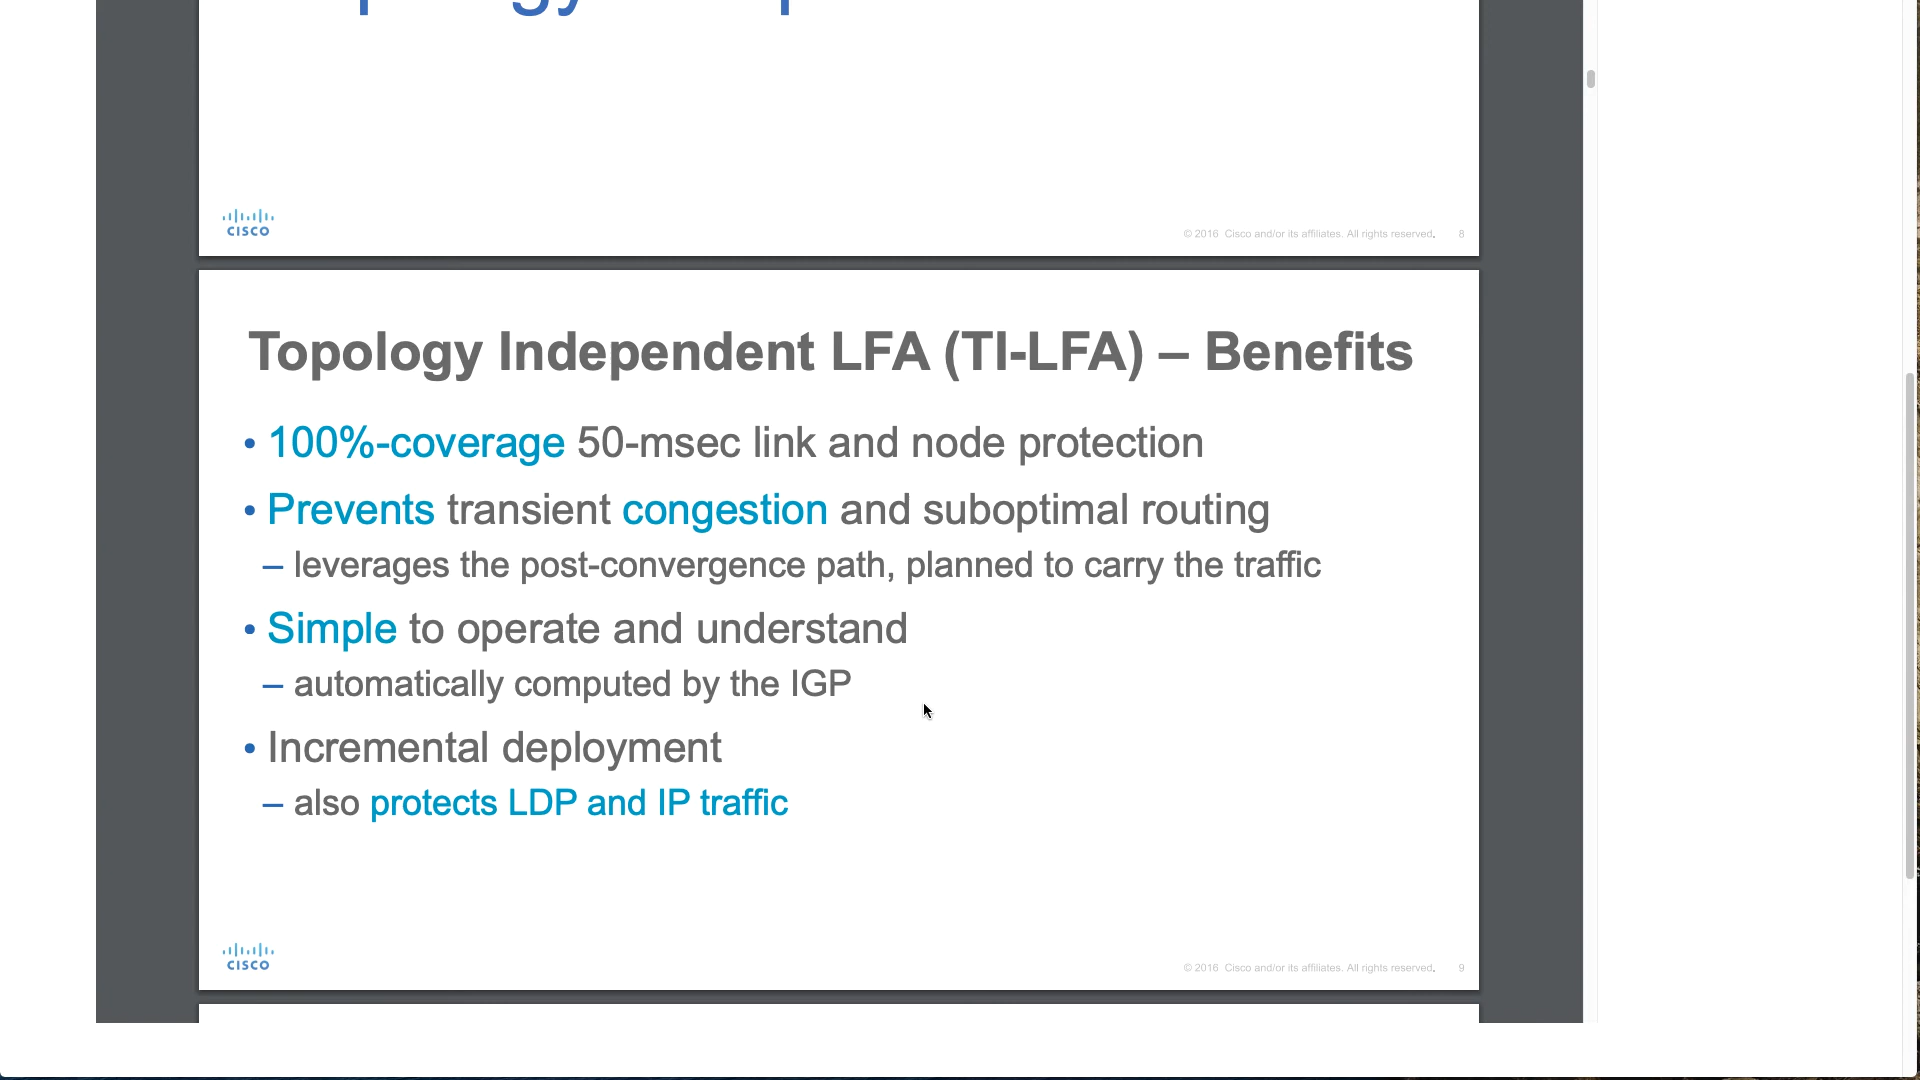 CISCO
© 2016 Cisco and/or its affiliates. All rights reserved. 8
Topology Independent LFA (TI-LFA) – Benefits
• 100%-coverage 50-msec link and node protection
• Prevents transient congestion and suboptimal routing
– leverages the post-convergence path, planned to carry the traffic
• Simple to operate and understand
– automatically computed by the IGP
• Incremental deployment
– also protects LDP and IP traffic
CISCO
© 2016 Cisco and/or its affiliates. All rights reserved. 9